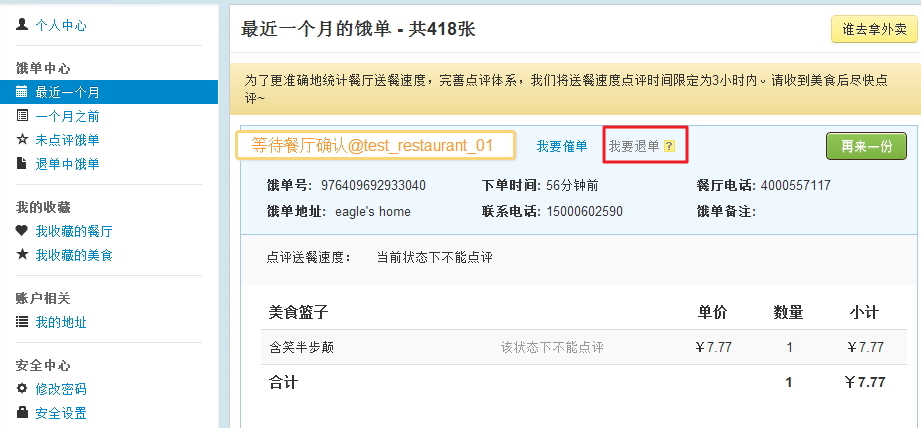 个人中心
饿单中心
最近一个月
一个月之前
未点评饿单
退单中饿单
我的收藏
我收藏的餐厅
我收藏的美食
账户相关
我的地址
安全中心
修改密码
安全设置
最近一个月的饿单 - 共418张
谁去拿外卖
为了更准确地统计餐厅送餐速度，完善点评体系，我们将送餐速度点评时间限定为3小时内。请收到美食后尽快点
评~
等待餐厅确认@test_restaurant_01 我要催单 我要退单 ? 再来一份
饿单号: 976409692933040 下单时间: 56分钟前 餐厅电话: 4000557117
饿单地址: eagle's home 联系电话: 15000602590 饿单备注:
点评送餐速度: 当前状态下不能点评
美食篮子 单价 数量 小计
含笑半步颠 该状态下不能点评 ￥7.77 1 ￥7.77
合计 1 ￥7.77